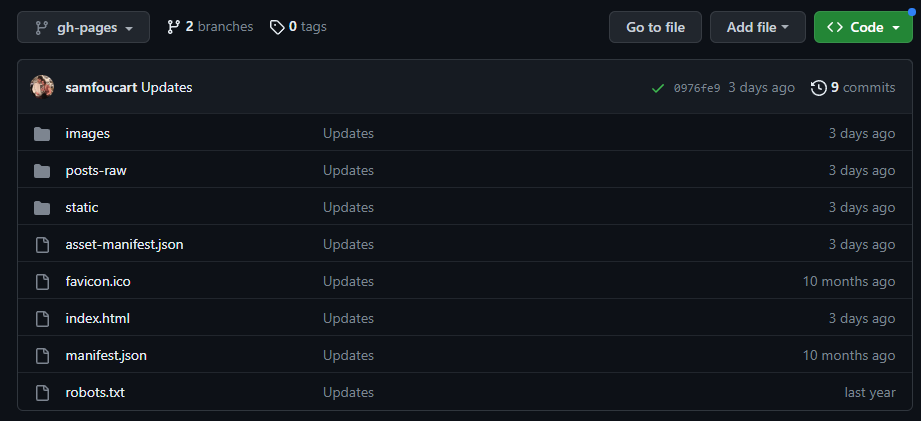 gh-pages 2 branches 0 tags Go to file Add file Code
samfoucart Updates 0976fe9 3 days ago 9 commits
images Updates 3 days ago
posts-raw Updates 3 days ago
static Updates 3 days ago
asset-manifest.json Updates 3 days ago
favicon.ico Updates 10 months ago
index.html Updates 3 days ago
manifest.json Updates 10 months ago
robots.txt Updates last year